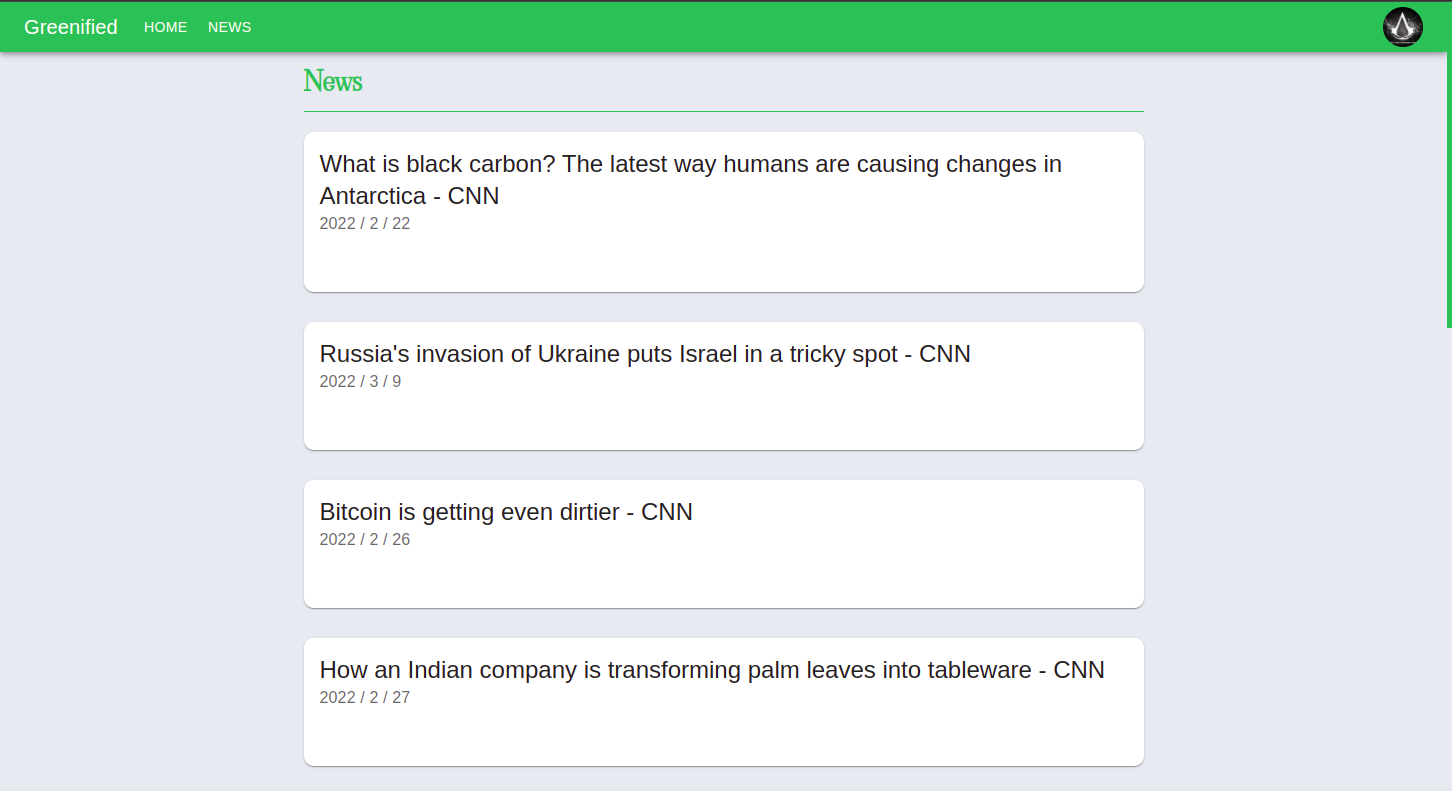 Greenified HOME NEWS
News
What is black carbon? The latest way humans are causing changes in
Antarctica - CNN
2022 / 2 / 22
Russia's invasion of Ukraine puts Israel in a tricky spot - CNN
2022 / 3 / 9
Bitcoin is getting even dirtier - CNN
2022 / 2 / 26
How an Indian company is transforming palm leaves into tableware - CNN
2022 / 2 / 27